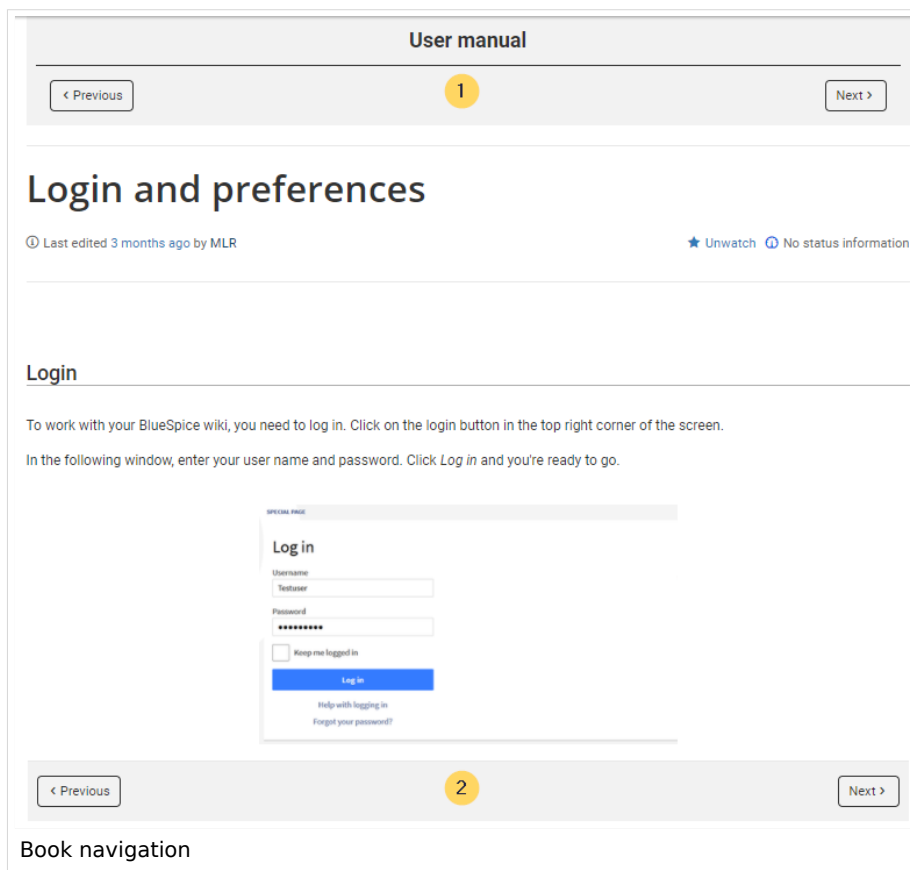 User manual
‹ Previous 1 Next ›
Login and preferences
Last edited 3 months ago by MLR Unwatch No status information
Login
To work with your BlueSpice wiki, you need to log in. Click on the login button in the top right corner of the screen.
In the following window, enter your user name and password. Click Log in and you're ready to go.
SPECIAL PAGE
Log in
Username
Testuser
Password
•••••••••
Keep me logged in
Log in
Help with logging in
Forgot your password?
‹ Previous 2 Next ›
Book navigation